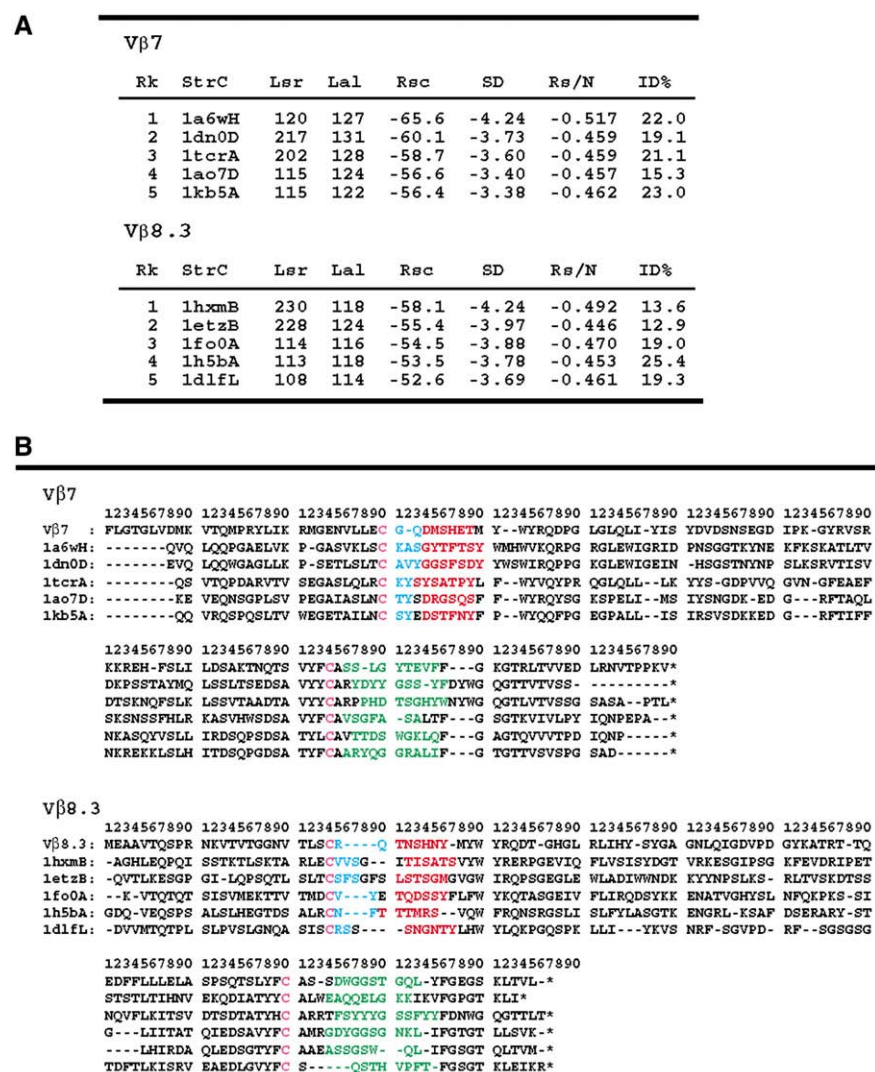 A
Vβ7
Rk StrC Lsr Lal Rsc SD Rs/N ID%
1 1a6wH 120 127 -65.6 -4.24 -0.517 22.0
2 1dn0D 217 131 -60.1 -3.73 -0.459 19.1
3 1tcrA 202 128 -58.7 -3.60 -0.459 21.1
4 1ao7D 115 124 -56.6 -3.40 -0.457 15.3
5 1kb5A 115 122 -56.4 -3.38 -0.462 23.0
Vβ8.3
Rk StrC Lsr Lal Rsc SD Rs/N ID%
1 1hxmB 230 118 -58.1 -4.24 -0.492 13.6
2 1etzB 228 124 -55.4 -3.97 -0.446 12.9
3 1fo0A 114 116 -54.5 -3.88 -0.470 19.0
4 1h5bA 113 118 -53.5 -3.78 -0.453 25.4
5 1dlfL 108 114 -52.6 -3.69 -0.461 19.3
B
Vβ7
1234567890 1234567890 1234567890 1234567890 1234567890 1234567890 1234567890 1234567890
Vβ7 : FLGTGLVDMK VTQMPRYLIK RMGENVLLEC G-QDMSHETM Y--WYRQDPG LGLQLI-YIS YDVDSNSEGD IPK-GYRVSR
1a6wH: -------QVQ LQQPGAELVK P-GASVKLSC KASGYTFTSY WMHWVKQRPG RGLEWIGRID PNSGGTKYNE KFKSKATLTV
1dn0D: -------QVQ LQQWGAGLLK P-SETLSLTC AVYGGSFSDY YWSWIRQPPG KGLEWIGEIN -HSGSTNYNP SLKSRVTISV
1tcrA: -------QS VTQPDARVTV SEGASLQLRC KYSYSATPYL F--WYVQYPR QGLQLL--LK YYS-GDPVVQ GVN-GFEAEF
1ao7D: -------K EVEQNSGPLS VPEGAIASLNC TYSDRGSQSF F--WYRQYSG KSPELI-MS IYSNGDKED- G--RFTAQL
1kb5A: -------QQ VRQSPQSLTV WEGETAILNC SYEDSTFNYF P--WYQQFPG EGPALL-IS IRSVSDKKED G---RFTIFF
1234567890 1234567890 1234567890 1234567890 1234567890 1234567890
KKREH-FSLI LDSAKTNQTS VYFCASS-LG YTEVFF---G KGTRLTVVED LRNVTPPKV*
DKPSSTAYMQ LSSLTSEDSA VYYCARYDYY GSS-YFDYWG QGTTVTVSS- ---------*
DTSKNQFSLK LSSVTAADTA VYYCARPPHD TSGHYWNYWG QGTLVTVSSG SASA-PTL*
SKSNSSFHLR KASVHWSDSA VYFCAVSGFA -SALTF---G SGTKVIVLPY IQNPEPA--*
NKASQYVSLL IRDSQPSDSA TYLCAVTTDS WGKLQF---G AGTQVVVTPD IQNP-----*
NKREKKLSLH ITDSQPGDSA TYFCAARYQG GRALIF---G TGTTVSVSPG SAD------*
Vβ8.3
1234567890 1234567890 1234567890 1234567890 1234567890 1234567890 1234567890 1234567890
Vβ8.3: MEAAVTQSPR NKVTVTGGNV TLSCR----Q TNSHNY-MYW YRQDT-GHGL RLIHY-SYGA GNLQIGDVPD GYKATRT-TQ
1hxmB: -AGHLEQPQI SSTKTLSKTA RLECVVSG-I TISATSVYWY RERPGEVIQF LVSISYDGT VRKESGIPSG KFEVDRIPET
1etzB: -QVTLKESGP GI-LQPSQTL SLTCSFSGFS LSTSGMGVGW IRQPSGEGLE WLADIWWNDK KYYNPSLKS- RLTVSKDTS
1fo0A: --K-VTQTQT SISVMEKTTV TMDCV---YE TQDSSYFLFW YKQTASGEIV FLIRQDSYKK ENATVGHYSL NFQKPKS-SI
1h5bA: GDQ-VEQSPS ALSLHEGTDS ALRCN---FT TTMRS--VQW FRQNSRGSLI SLFYLASGTK ENGRL-KSAF DSERARY-ST
1dlfL: -DVVMTQTPL SLPVSLGNQA SISCRSS--- SNGNTYLHWY LQKPGQSPKL LI-YKVS NRF-SGVPD R--F--SGSGSG
1234567890 1234567890 1234567890 1234567890 1234567890
EDFFLLLELA SPSQTSLYFC AS-SDWGGST GQL-YFGEGS KLTVL-*
STSTLTIHNV EKQDIATYYC ALWEAQQELG KKIKVFGPGT KLI*
NQVFLKITSV DTSDTATYHC ARRTFSYYYG SSFYYFDNWG QGTTLT*
G---LIITAT QIEDSAVYFC AMRGDYGGSG NKL-IFGTGT LLSVK-*
----LHIRDA QLEDSGTYFC AAEASSGSW- -QL-IFGSGT QLTVM-*
TDFTLKISRV EAEDLGVYFC S-----QSTH VPFT-FGSGT KLEIKR*